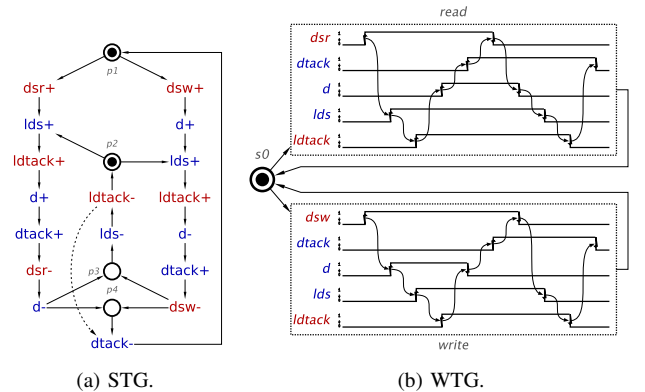 p1
dsr+ dsw+
lds+ d+
p2
ldtack+ lds+
d+ ldtack- ldtack+
dtack+ lds- d-
dsr- p3 dtack+
d- p4 dsw-
dtack-
(a) STG.
read
dsr
dtack
d
lds
ldtack
s0
dsw
dtack
d
lds
ldtack
write
(b) WTG.